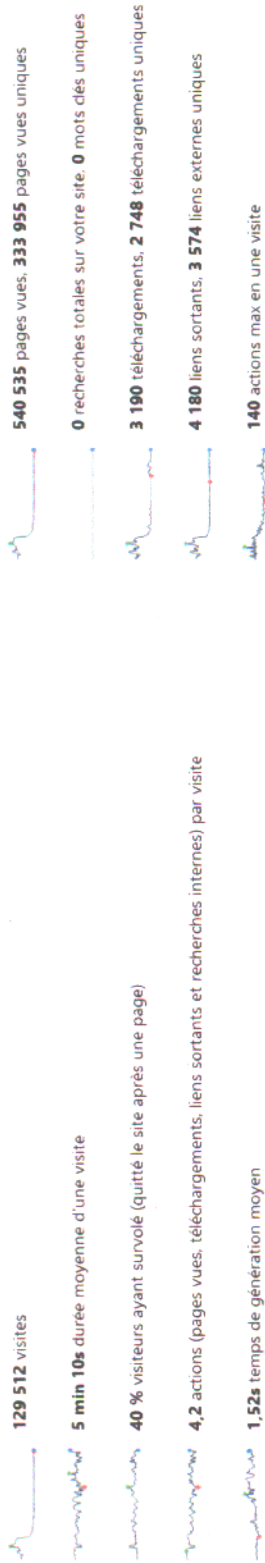 129 512 visites
5 min 10s durée moyenne d'une visite
40 % visiteurs ayant survolé (quitté le site après une page)
4,2 actions (pages vues, téléchargements, liens sortants et recherches internes) par visite
1,52s temps de génération moyen
540 535 pages vues, 333 955 pages vues uniques
0 recherches totales sur votre site, 0 mots clés uniques
3 190 téléchargements, 2 748 téléchargements uniques
4 180 liens sortants, 3 574 liens externes uniques
140 actions max en une visite